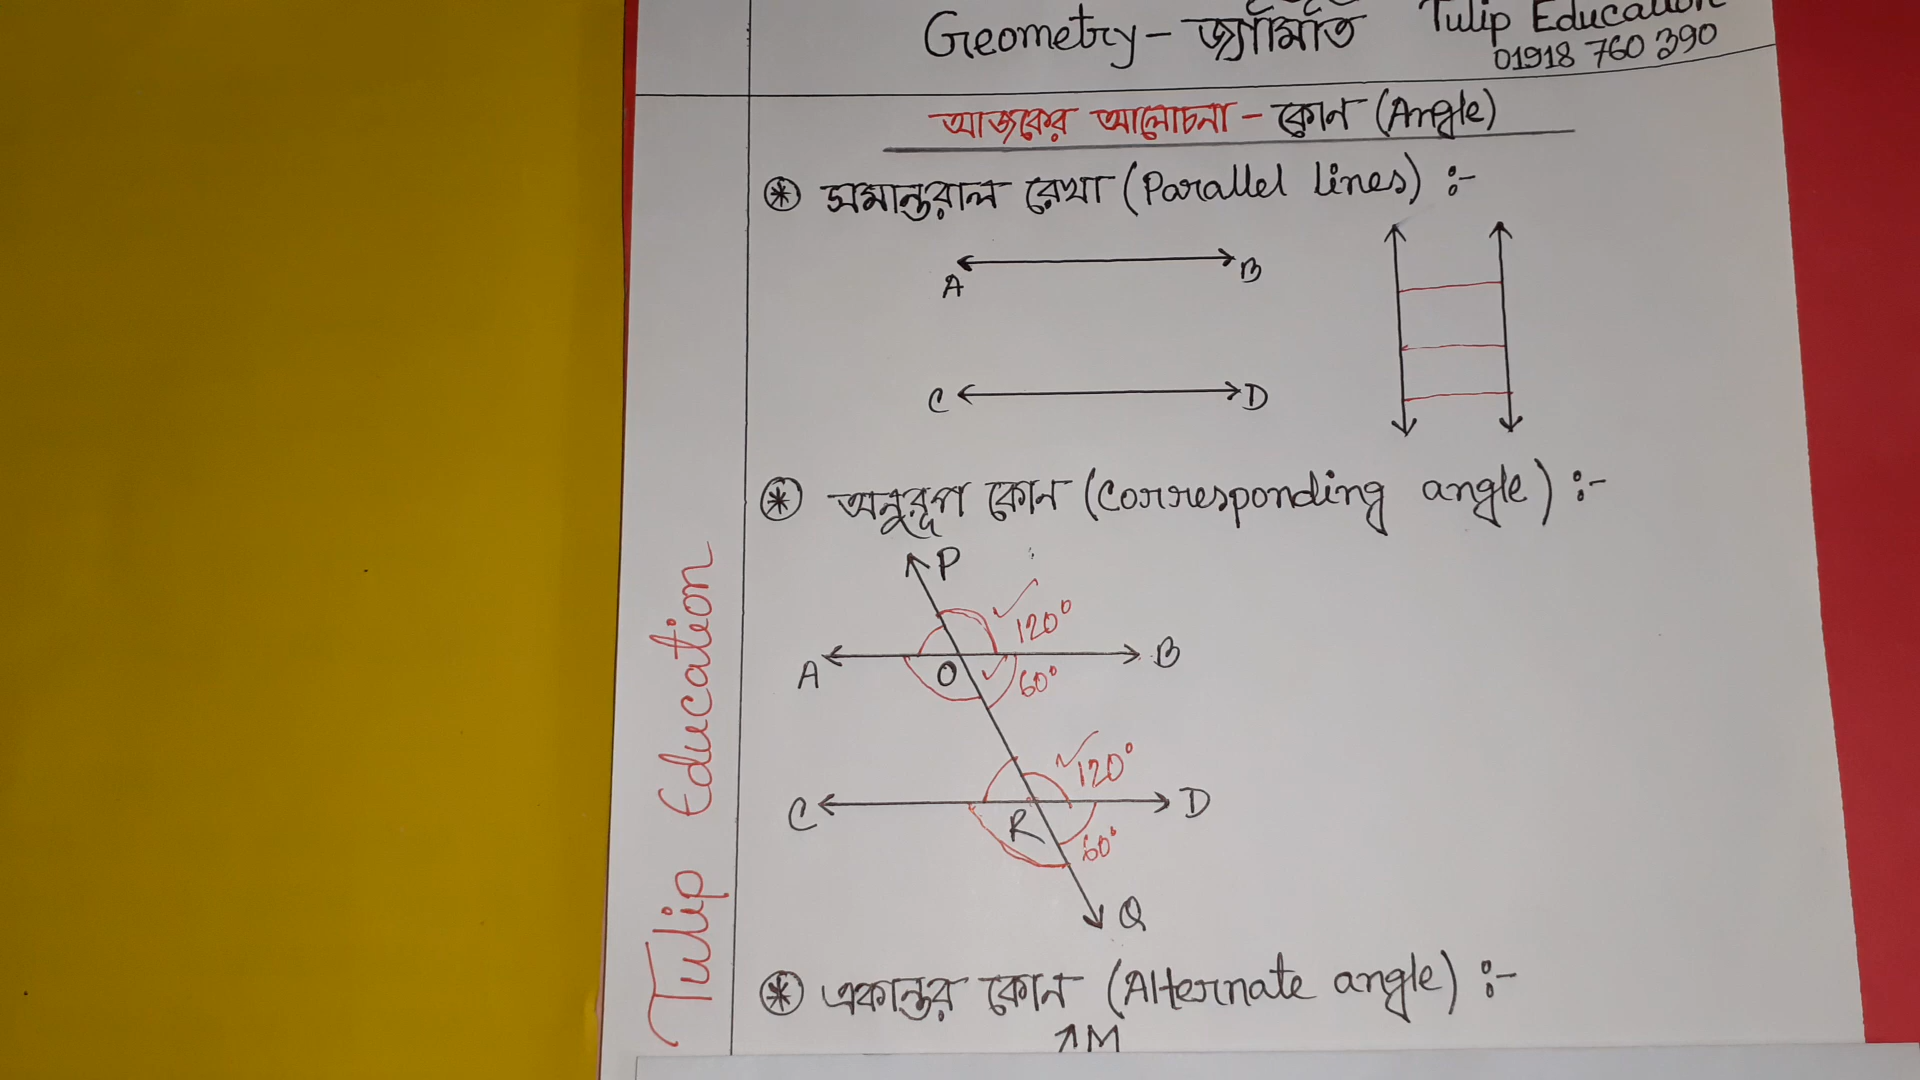 Geometry - জ্যামিতি
Tulip Education
01918 760 390
আজকের আলোচনা - কোন (Angle)
সমান্তরাল রেখা (Parallel lines) :-
A B
C D
অনুরূপ কোন (Corresponding angle) :-
P
120°
A O B
60°
120°
C R D
60°
Q
একান্তর কোন (Alternate angle) :-
M
Tulip Education